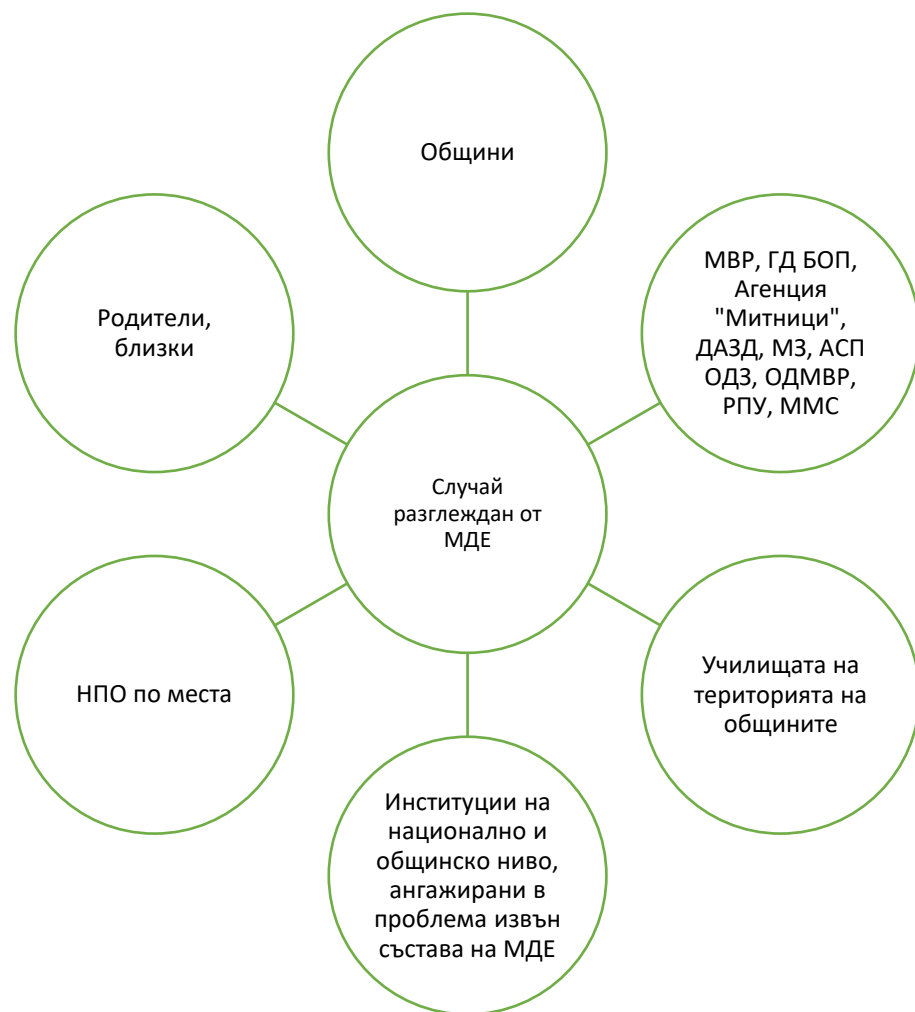 Общини
МВР, ГД БОП,
Агенция
"Митници",
ДАЗД, МЗ, АСП
ОДЗ, ОДМВР,
РПУ, ММС
Родители,
близки
Случай
разглеждан от
МДЕ
Училищата на
територията на
общините
НПО по места
Институции на
национално и
общинско ниво,
ангажирани в
проблема извън
състава на МДЕ